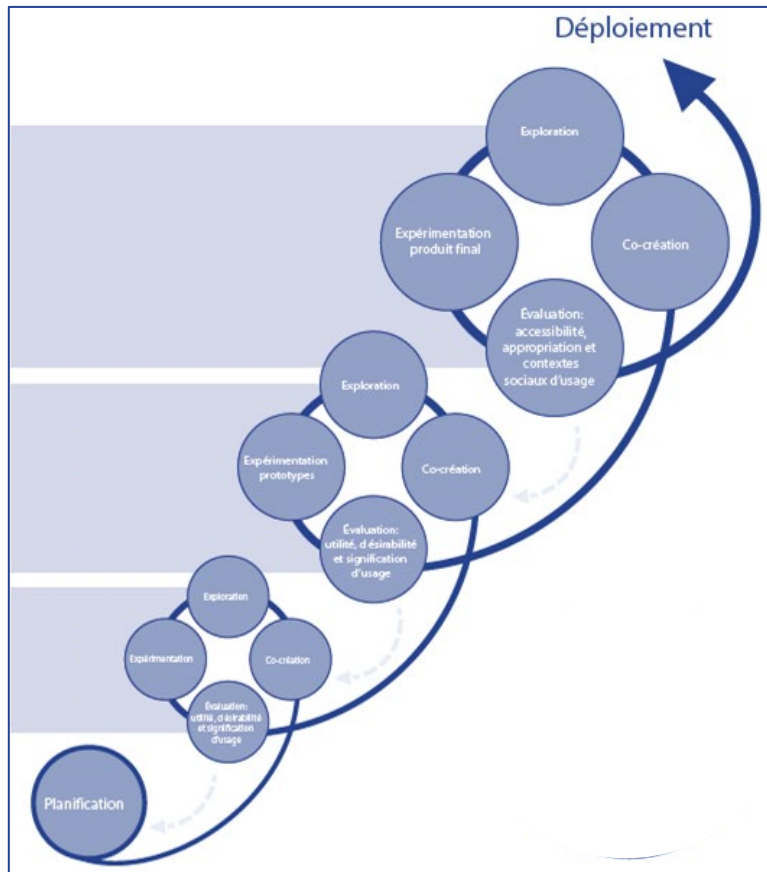 Déploiement
Exploration
Expérimentation
produit final
Co-création
Évaluation:
accessibilité,
appropriation et
contextes
sociaux d'usage
Exploration
Expérimentation
prototypes
Co-création
Évaluation:
utilité, désirabilité
et signification
d'usage
Exploration
Expérimentation
Co-création
Évaluation:
utilité, désirabilité
et signification
d'usage
Planification